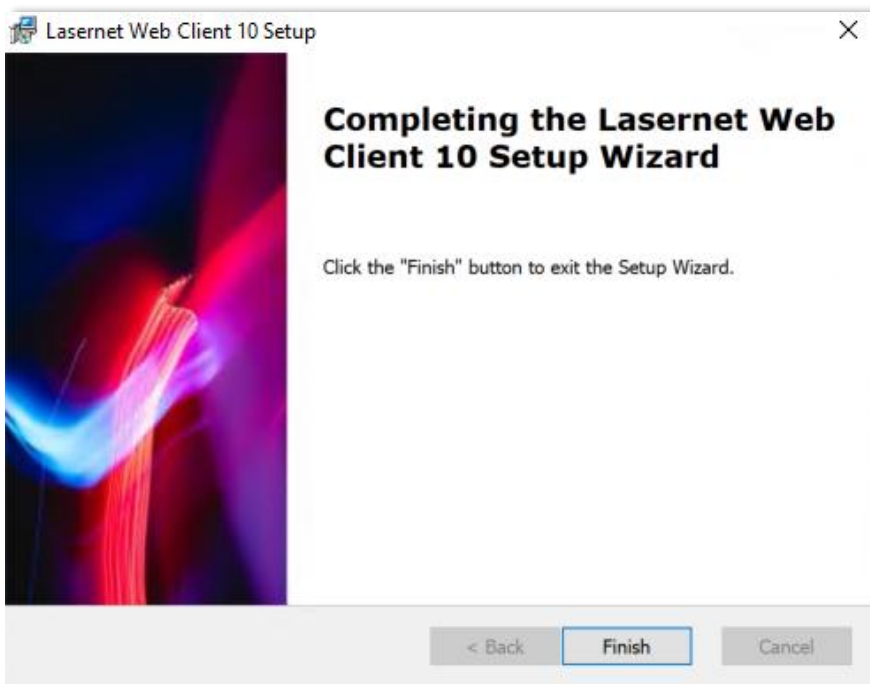 Lasernet Web Client 10 Setup
Completing the Lasernet Web
Client 10 Setup Wizard
Click the "Finish" button to exit the Setup Wizard.
< Back
Finish
Cancel